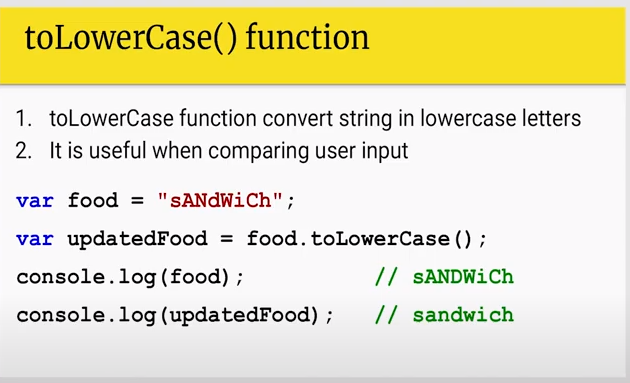 toLowerCase() function
1. toLowerCase function convert string in lowercase letters
2. It is useful when comparing user input
var food = "sANdWiCh";
var updatedFood = food.toLowerCase();
console.log(food); // sANDWiCh
console.log(updatedFood); // sandwich